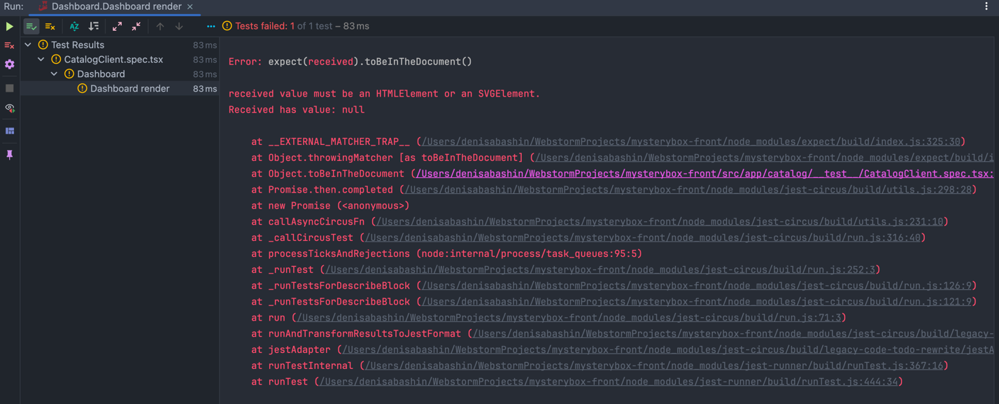 Run: Dashboard.Dashboard render ×
Tests failed: 1 of 1 test – 83 ms
Test Results 83 ms
CatalogClient.spec.tsx 83 ms
Dashboard 83 ms
Dashboard render 83 ms
Error: expect(received).toBeInTheDocument()
received value must be an HTMLElement or an SVGElement.
Received has value: null
at __EXTERNAL_MATCHER_TRAP__ (/Users/denisabashin/WebstormProjects/mysterybox-front/node_modules/expect/build/index.js:325:30)
at Object.throwingMatcher [as toBeInTheDocument] (/Users/denisabashin/WebstormProjects/mysterybox-front/node_modules/expect/build/i
at Object.toBeInTheDocument (/Users/denisabashin/WebstormProjects/mysterybox-front/src/app/catalog/__test__/CatalogClient.spec.tsx:
at Promise.then.completed (/Users/denisabashin/WebstormProjects/mysterybox-front/node_modules/jest-circus/build/utils.js:298:28)
at new Promise (<anonymous>)
at callAsyncCircusFn (/Users/denisabashin/WebstormProjects/mysterybox-front/node_modules/jest-circus/build/utils.js:231:10)
at _callCircusTest (/Users/denisabashin/WebstormProjects/mysterybox-front/node_modules/jest-circus/build/run.js:316:40)
at processTicksAndRejections (node:internal/process/task_queues:95:5)
at _runTest (/Users/denisabashin/WebstormProjects/mysterybox-front/node_modules/jest-circus/build/run.js:252:3)
at _runTestsForDescribeBlock (/Users/denisabashin/WebstormProjects/mysterybox-front/node_modules/jest-circus/build/run.js:126:9)
at _runTestsForDescribeBlock (/Users/denisabashin/WebstormProjects/mysterybox-front/node_modules/jest-circus/build/run.js:121:9)
at run (/Users/denisabashin/WebstormProjects/mysterybox-front/node_modules/jest-circus/build/run.js:71:3)
at runAndTransformResultsToJestFormat (/Users/denisabashin/WebstormProjects/mysterybox-front/node_modules/jest-circus/build/legacy-
at jestAdapter (/Users/denisabashin/WebstormProjects/mysterybox-front/node_modules/jest-circus/build/legacy-code-todo-rewrite/jestA
at runTestInternal (/Users/denisabashin/WebstormProjects/mysterybox-front/node_modules/jest-runner/build/runTest.js:367:16)
at runTest (/Users/denisabashin/WebstormProjects/mysterybox-front/node_modules/jest-runner/build/runTest.js:444:34)